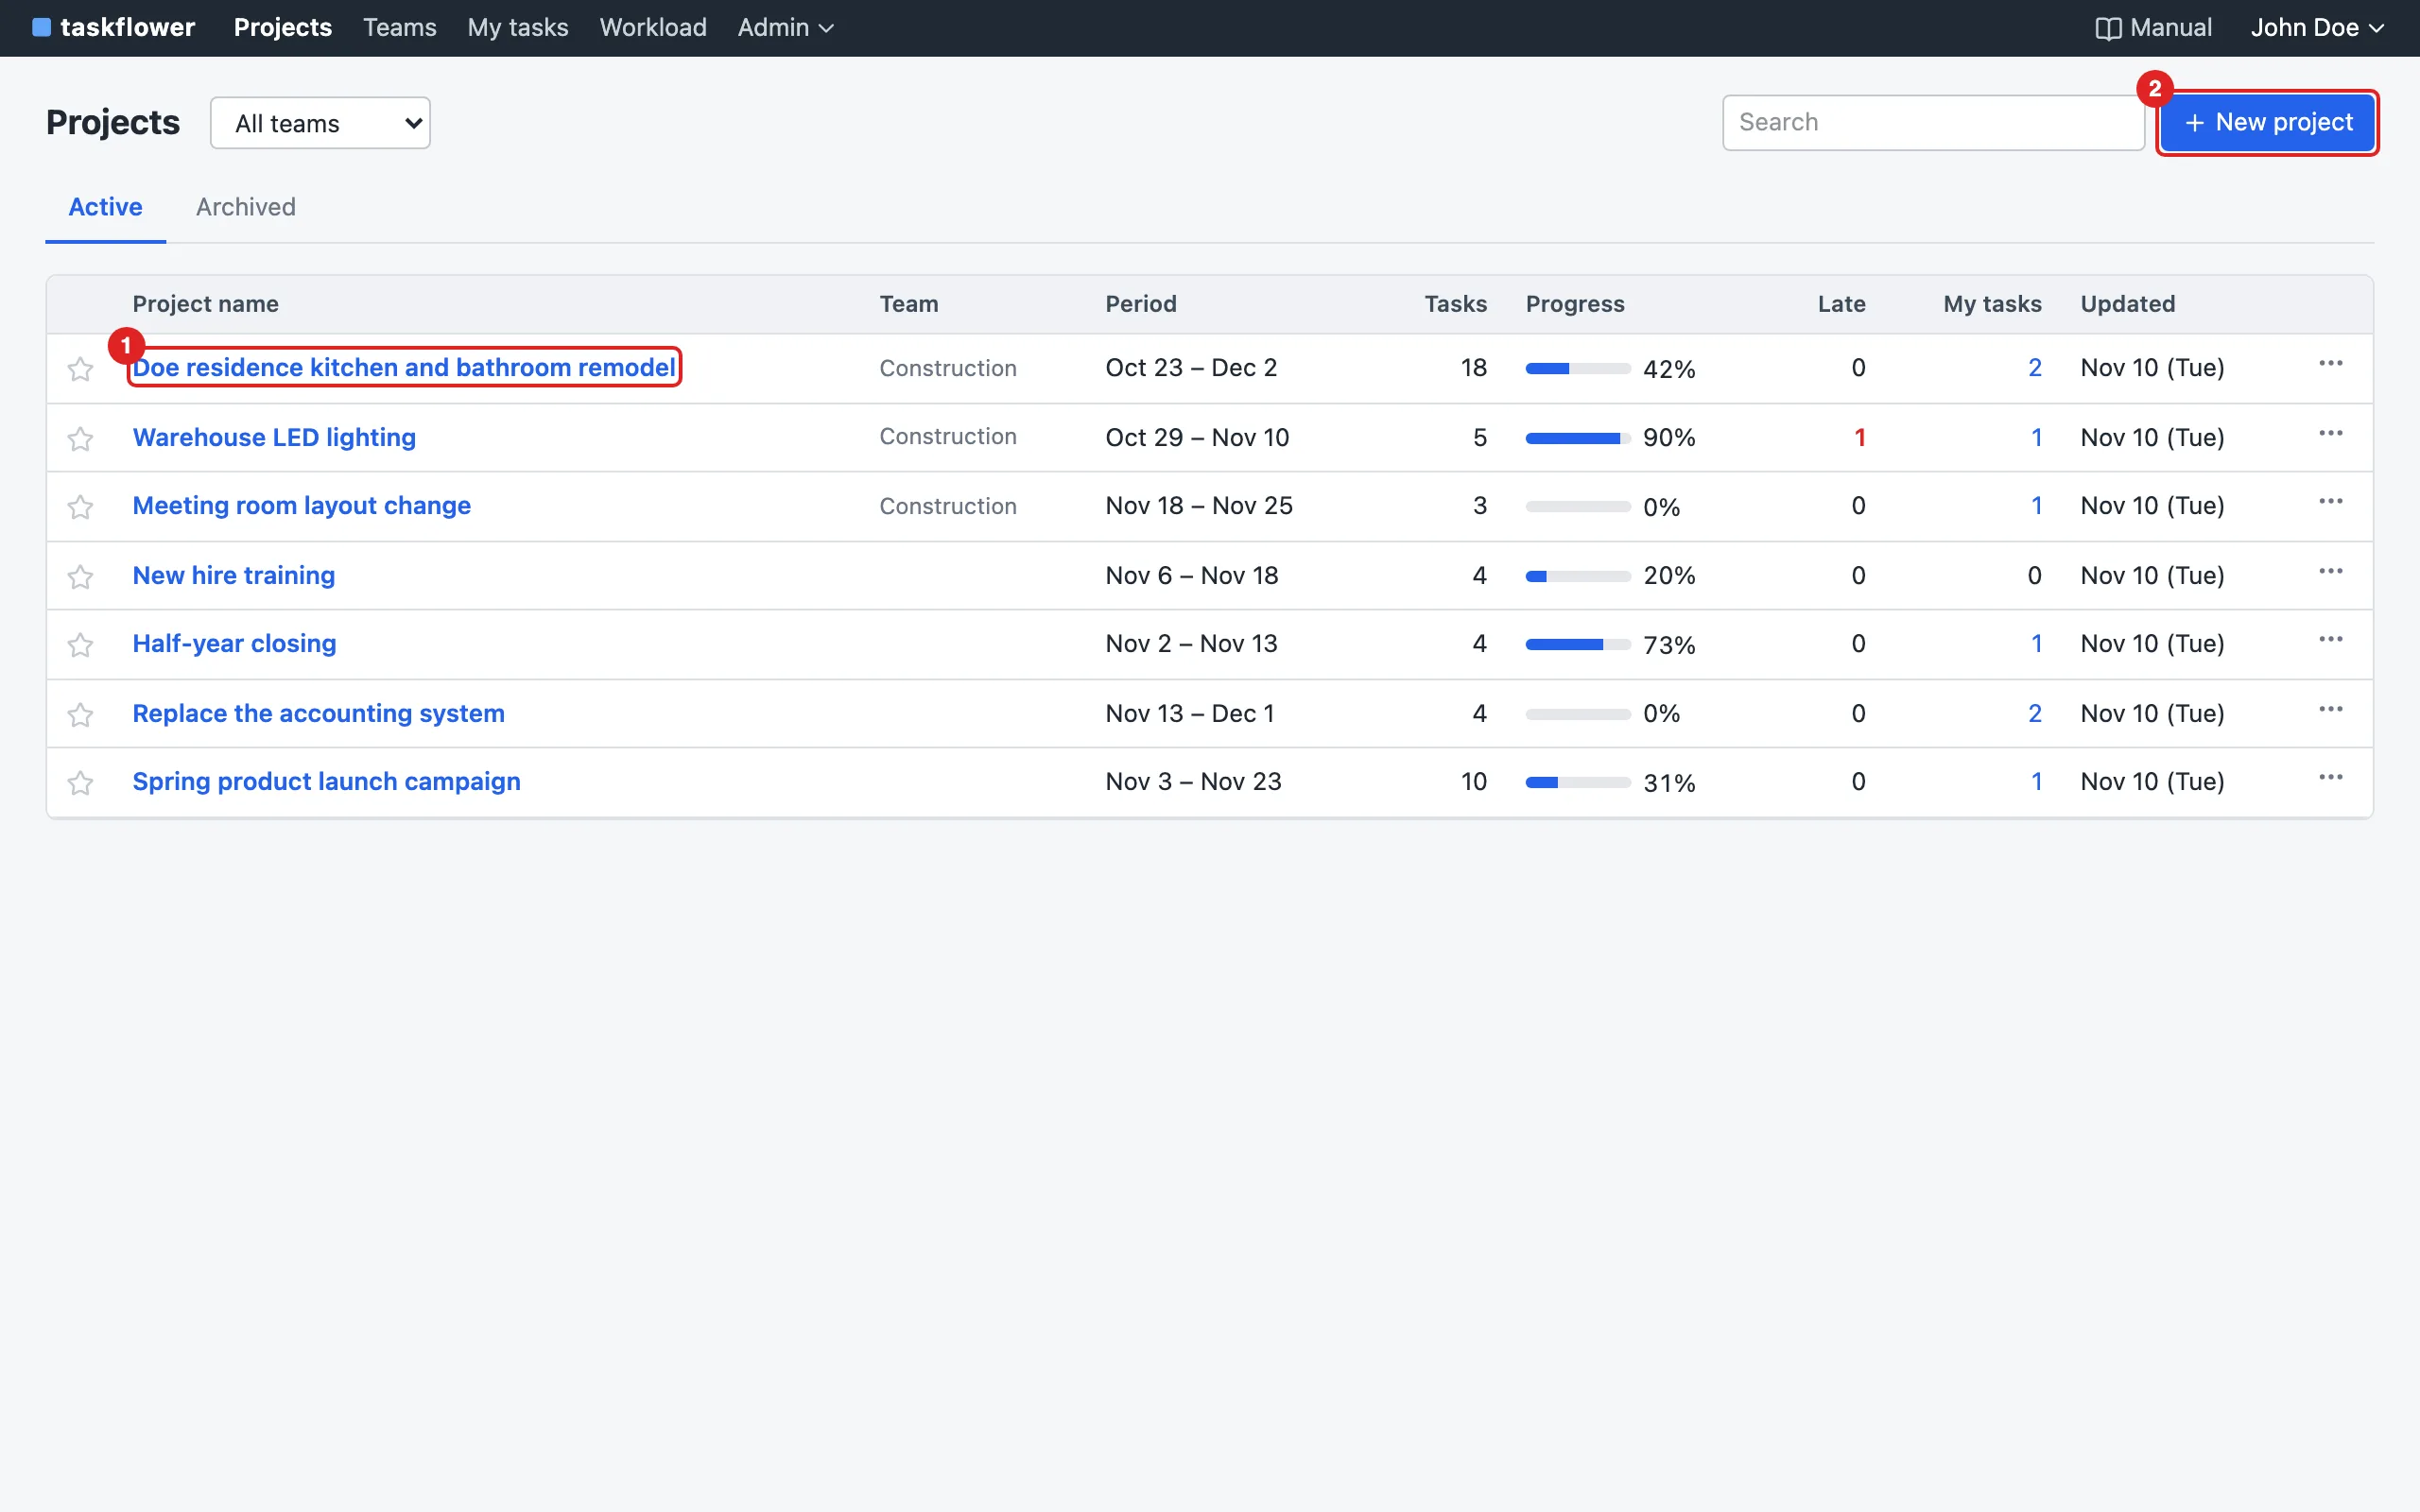 taskflower Projects Teams My tasks Workload Admin Manual John Doe
2
Projects All teams Search + New project
Active Archived
Project name Team Period Tasks Progress Late My tasks Updated
1
Doe residence kitchen and bathroom remodel Construction Oct 23 – Dec 2 18 42% 0 2 Nov 10 (Tue) ...
Warehouse LED lighting Construction Oct 29 – Nov 10 5 90% 1 1 Nov 10 (Tue) ...
Meeting room layout change Construction Nov 18 – Nov 25 3 0% 0 1 Nov 10 (Tue) ...
New hire training Nov 6 – Nov 18 4 20% 0 0 Nov 10 (Tue) ...
Half-year closing Nov 2 – Nov 13 4 73% 0 1 Nov 10 (Tue) ...
Replace the accounting system Nov 13 – Dec 1 4 0% 0 2 Nov 10 (Tue) ...
Spring product launch campaign Nov 3 – Nov 23 10 31% 0 1 Nov 10 (Tue) ...